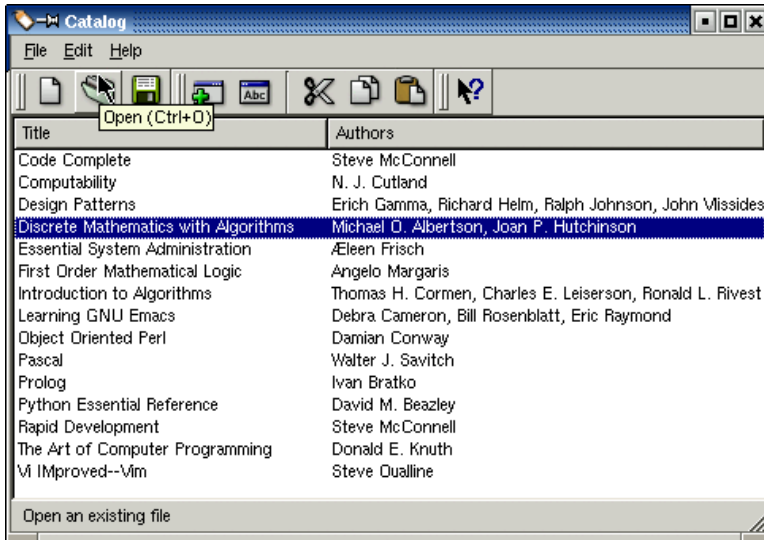 Catalog
File Edit Help
Abc
Open (Ctrl+O)
Title Authors
Code Complete Steve McConnell
Computability N. J. Cutland
Design Patterns Erich Gamma, Richard Helm, Ralph Johnson, John Vlissides
Discrete Mathematics with Algorithms Michael O. Albertson, Joan P. Hutchinson
Essential System Administration Æleen Frisch
First Order Mathematical Logic Angelo Margaris
Introduction to Algorithms Thomas H. Cormen, Charles E. Leiserson, Ronald L. Rivest
Learning GNU Emacs Debra Cameron, Bill Rosenblatt, Eric Raymond
Object Oriented Perl Damian Conway
Pascal Walter J. Savitch
Prolog Ivan Bratko
Python Essential Reference David M. Beazley
Rapid Development Steve McConnell
The Art of Computer Programming Donald E. Knuth
Vi IMproved--Vim Steve Oualline
Open an existing file